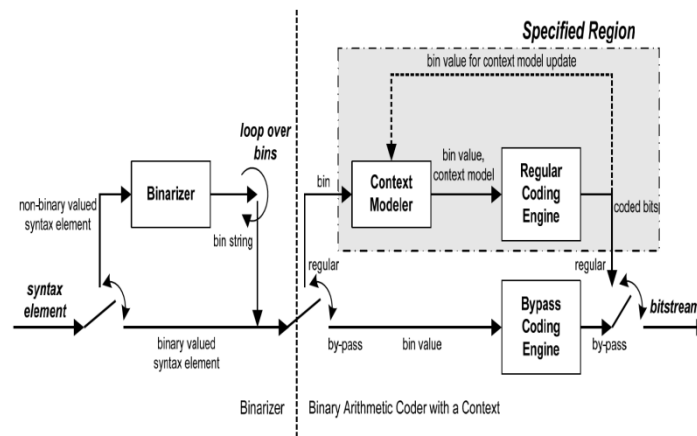 Specified Region
bin value for context model update
loop over
bins
Binarizer
bin
Context
Modeler
bin value,
context model
Regular
Coding
Engine
non-binary valued
syntax element
bin string
coded bits
regular
regular
syntax
element
bitstream
Bypass
Coding
Engine
binary valued
syntax element
by-pass
bin value
by-pass
Binarizer
Binary Arithmetic Coder with a Context